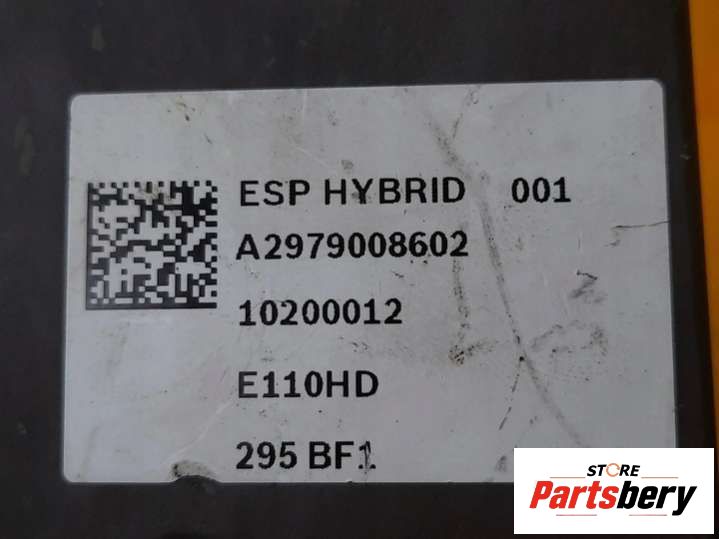 ESP HYBRID 001
A2979008602
10200012
E110HD
295 BF1
STORE
Partsbery